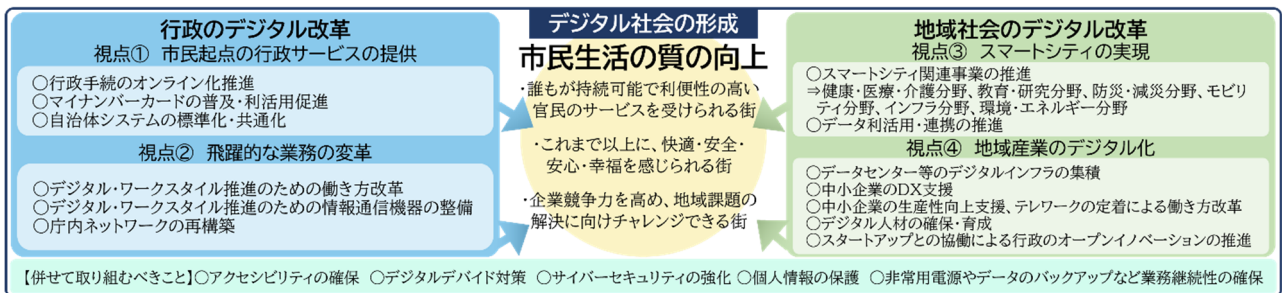 行政のデジタル改革
視点① 市民起点の行政サービスの提供
○行政手続のオンライン化推進
○マイナンバーカードの普及・利活用促進
○自治体システムの標準化・共通化
視点② 飛躍的な業務の変革
○デジタル・ワークスタイル推進のための働き方改革
○デジタル・ワークスタイル推進のための情報通信機器の整備
○庁内ネットワークの再構築
デジタル社会の形成
市民生活の質の向上
・誰もが持続可能で利便性の高い
官民のサービスを受けられる街
・これまで以上に、快適・安全・
安心・幸福を感じられる街
・企業競争力を高め、地域課題の
解決に向けチャレンジできる街
地域社会のデジタル改革
視点③ スマートシティの実現
○スマートシティ関連事業の推進
⇒健康・医療・介護分野、教育・研究分野、防災・減災分野、モビリ
ティ分野、インフラ分野、環境・エネルギー分野
○データ利活用・連携の推進
視点④ 地域産業のデジタル化
○データセンター等のデジタルインフラの集積
○中小企業のDX支援
○中小企業の生産性向上支援、テレワークの定着による働き方改革
○デジタル人材の確保・育成
○スタートアップとの協働による行政のオープンイノベーションの推進
【併せて取り組むべきこと】○アクセシビリティの確保 ○デジタルデバイド対策 ○サイバーセキュリティの強化 ○個人情報の保護 ○非常用電源やデータのバックアップなど業務継続性の確保